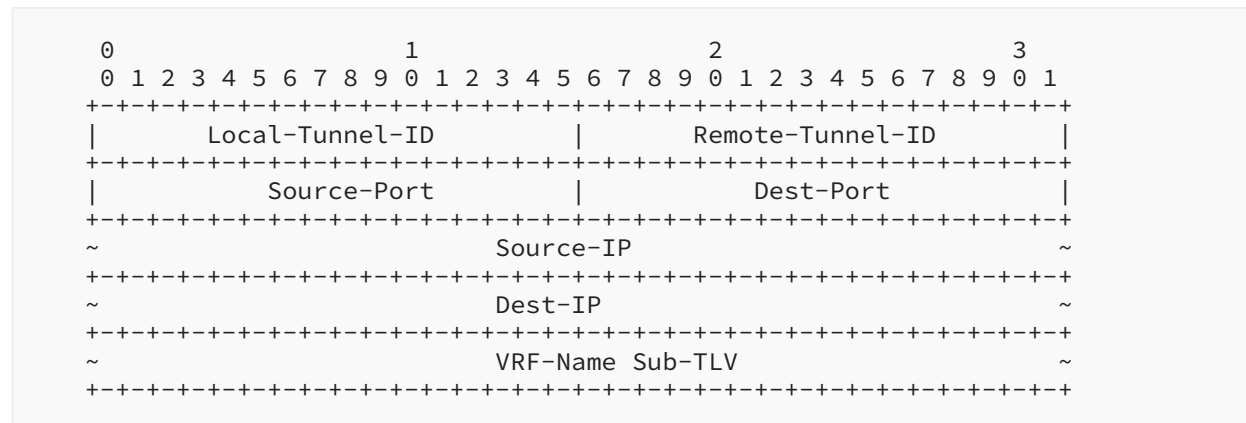 0                   1                   2                   3
 0 1 2 3 4 5 6 7 8 9 0 1 2 3 4 5 6 7 8 9 0 1 2 3 4 5 6 7 8 9 0 1
+-+-+-+-+-+-+-+-+-+-+-+-+-+-+-+-+-+-+-+-+-+-+-+-+-+-+-+-+-+-+-+-+
|       Local-Tunnel-ID         |       Remote-Tunnel-ID        |
+-+-+-+-+-+-+-+-+-+-+-+-+-+-+-+-+-+-+-+-+-+-+-+-+-+-+-+-+-+-+-+-+
|           Source-Port         |           Dest-Port           |
+-+-+-+-+-+-+-+-+-+-+-+-+-+-+-+-+-+-+-+-+-+-+-+-+-+-+-+-+-+-+-+-+
~                          Source-IP                            ~
+-+-+-+-+-+-+-+-+-+-+-+-+-+-+-+-+-+-+-+-+-+-+-+-+-+-+-+-+-+-+-+-+
~                          Dest-IP                              ~
+-+-+-+-+-+-+-+-+-+-+-+-+-+-+-+-+-+-+-+-+-+-+-+-+-+-+-+-+-+-+-+-+
~                          VRF-Name Sub-TLV                     ~
+-+-+-+-+-+-+-+-+-+-+-+-+-+-+-+-+-+-+-+-+-+-+-+-+-+-+-+-+-+-+-+-+